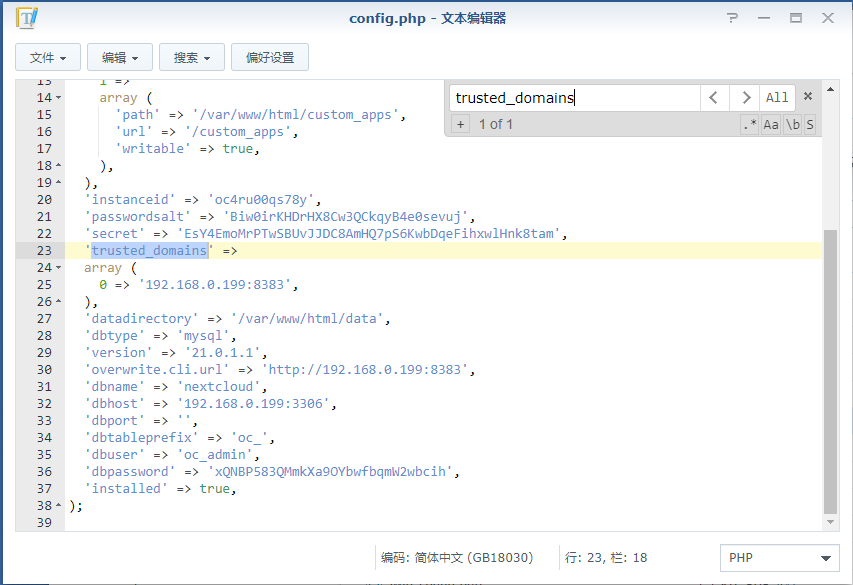 config.php - 文本编辑器
文件 编辑 搜索 偏好设置
trusted_domains All
+ 1 of 1 .* Aa \b S
13 1 =>
14 array (
15 'path' => '/var/www/html/custom_apps',
16 'url' => '/custom_apps',
17 'writable' => true,
18 ),
19 ),
20 'instanceid' => 'oc4ru00qs78y',
21 'passwordsalt' => 'Biw0irKHDrHX8Cw3QCkqyB4e0sevuj',
22 'secret' => 'EsY4EmoMrPTwSBUvJJDC8AmHQ7pS6KwbDqeFihxwlHnk8tam',
23 'trusted_domains' =>
24 array (
25 0 => '192.168.0.199:8383',
26 ),
27 'datadirectory' => '/var/www/html/data',
28 'dbtype' => 'mysql',
29 'version' => '21.0.1.1',
30 'overwrite.cli.url' => 'http://192.168.0.199:8383',
31 'dbname' => 'nextcloud',
32 'dbhost' => '192.168.0.199:3306',
33 'dbport' => '',
34 'dbtableprefix' => 'oc_',
35 'dbuser' => 'oc_admin',
36 'dbpassword' => 'xQNBP583QMmkXa9OYbwfbqmW2wbcih',
37 'installed' => true,
38 );
39
编码: 简体中文 (GB18030) 行: 23, 栏: 18 PHP